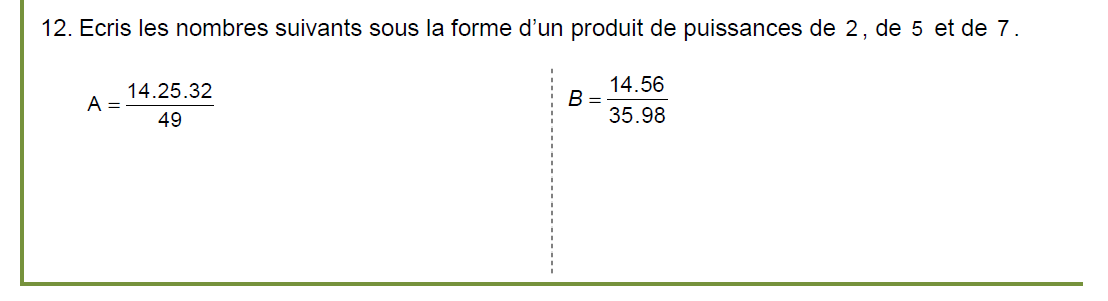 12. Ecris les nombres suivants sous la forme d'un produit de puissances de 2, de 5 et de 7.
A = 14.25.32 / 49
B = 14.56 / 35.98